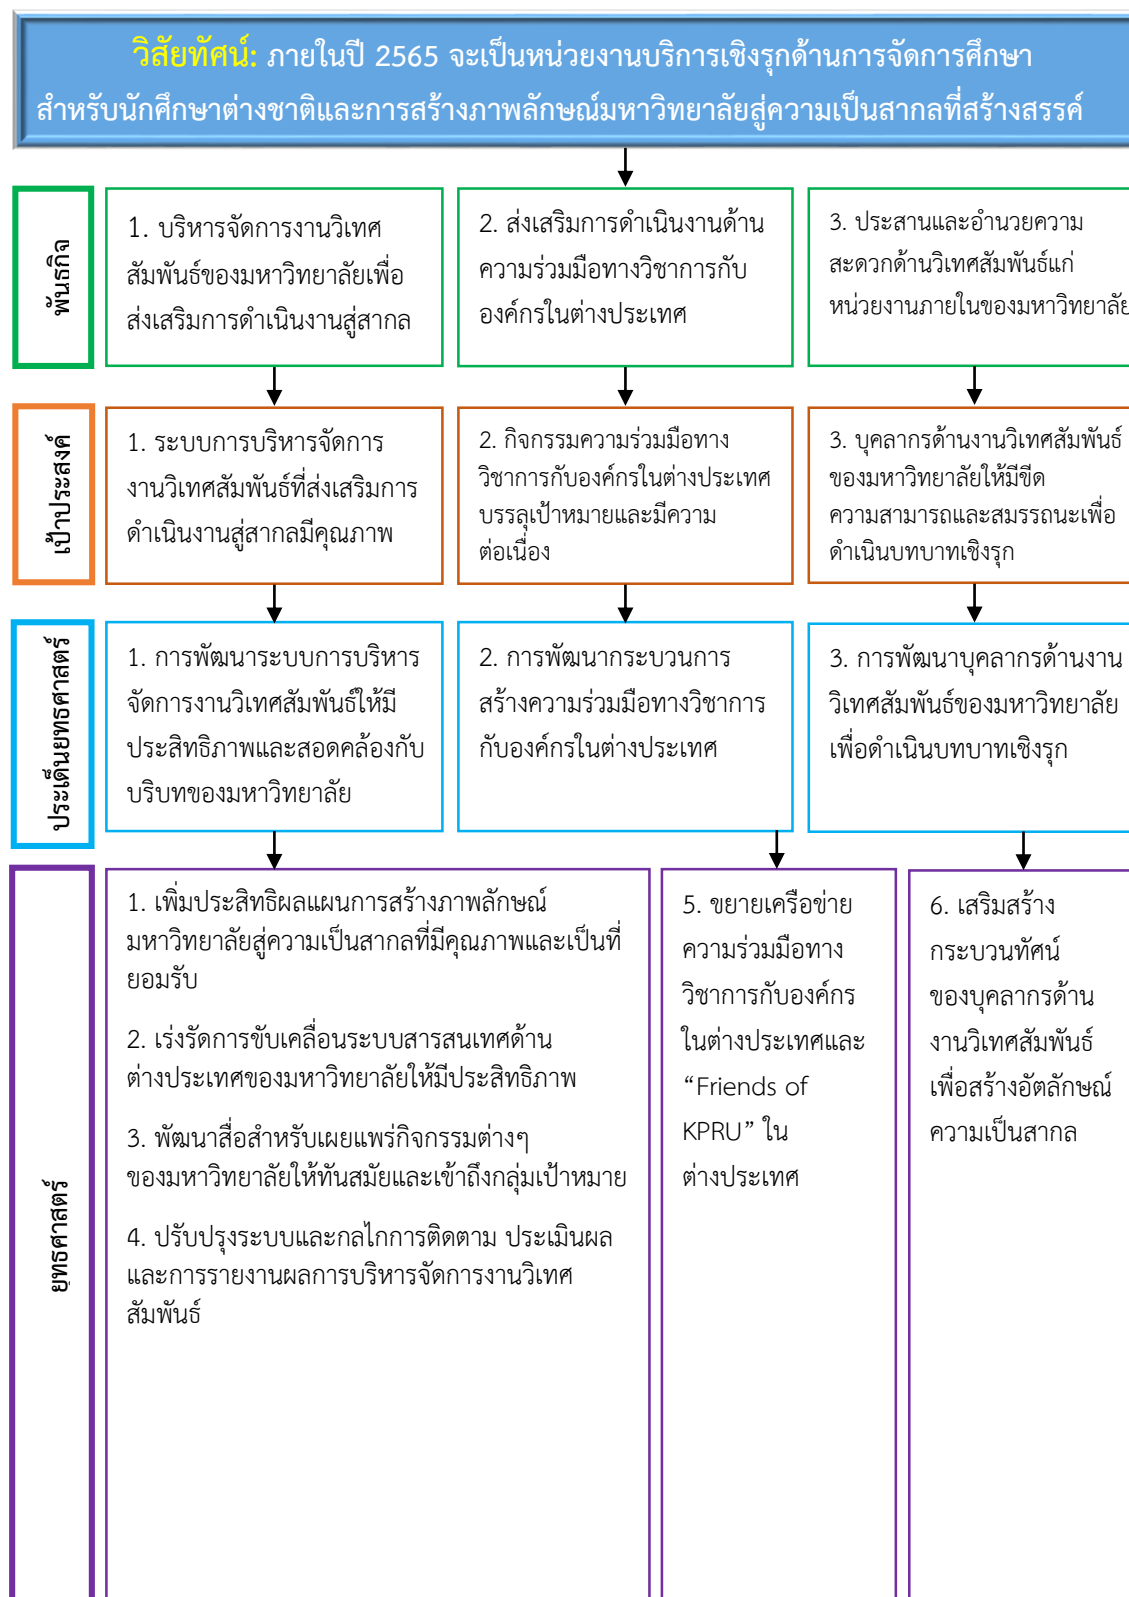 วิสัยทัศน์: ภายในปี 2565 จะเป็นหน่วยงานบริการเชิงรุกด้านการจัดการศึกษา
สำหรับนักศึกษาต่างชาติและการสร้างภาพลักษณ์มหาวิทยาลัยสู่ความเป็นสากลที่สร้างสรรค์
พันธกิจ
1. บริหารจัดการงานวิเทศ
สัมพันธ์ของมหาวิทยาลัยเพื่อ
ส่งเสริมการดำเนินงานสู่สากล
2. ส่งเสริมการดำเนินงานด้าน
ความร่วมมือทางวิชาการกับ
องค์กรในต่างประเทศ
3. ประสานและอำนวยความ
สะดวกด้านวิเทศสัมพันธ์แก่
หน่วยงานภายในของมหาวิทยาลัย
เป้าประสงค์
1. ระบบการบริหารจัดการ
งานวิเทศสัมพันธ์ที่ส่งเสริมการ
ดำเนินงานสู่สากลมีคุณภาพ
2. กิจกรรมความร่วมมือทาง
วิชาการกับองค์กรในต่างประเทศ
บรรลุเป้าหมายและมีความ
ต่อเนื่อง
3. บุคลากรด้านงานวิเทศสัมพันธ์
ของมหาวิทยาลัยให้มีขีด
ความสามารถและสมรรถนะเพื่อ
ดำเนินบทบาทเชิงรุก
ประเด็นยุทธศาสตร์
1. การพัฒนาระบบการบริหาร
จัดการงานวิเทศสัมพันธ์ให้มี
ประสิทธิภาพและสอดคล้องกับ
บริบทของมหาวิทยาลัย
2. การพัฒนากระบวนการ
สร้างความร่วมมือทางวิชาการ
กับองค์กรในต่างประเทศ
3. การพัฒนาบุคลากรด้านงาน
วิเทศสัมพันธ์ของมหาวิทยาลัย
เพื่อดำเนินบทบาทเชิงรุก
ยุทธศาสตร์
1. เพิ่มประสิทธิผลแผนการสร้างภาพลักษณ์
มหาวิทยาลัยสู่ความเป็นสากลที่มีคุณภาพและเป็นที่
ยอมรับ
2. เร่งรัดการขับเคลื่อนระบบสารสนเทศด้าน
ต่างประเทศของมหาวิทยาลัยให้มีประสิทธิภาพ
3. พัฒนาสื่อสำหรับเผยแพร่กิจกรรมต่างๆ
ของมหาวิทยาลัยให้ทันสมัยและเข้าถึงกลุ่มเป้าหมาย
4. ปรับปรุงระบบและกลไกการติดตาม ประเมินผล
และการรายงานผลการบริหารจัดการงานวิเทศ
สัมพันธ์
5. ขยายเครือข่าย
ความร่วมมือทาง
วิชาการกับองค์กร
ในต่างประเทศและ
“Friends of
KPRU” ใน
ต่างประเทศ
6. เสริมสร้าง
กระบวนทัศน์
ของบุคลากรด้าน
งานวิเทศสัมพันธ์
เพื่อสร้างอัตลักษณ์
ความเป็นสากล